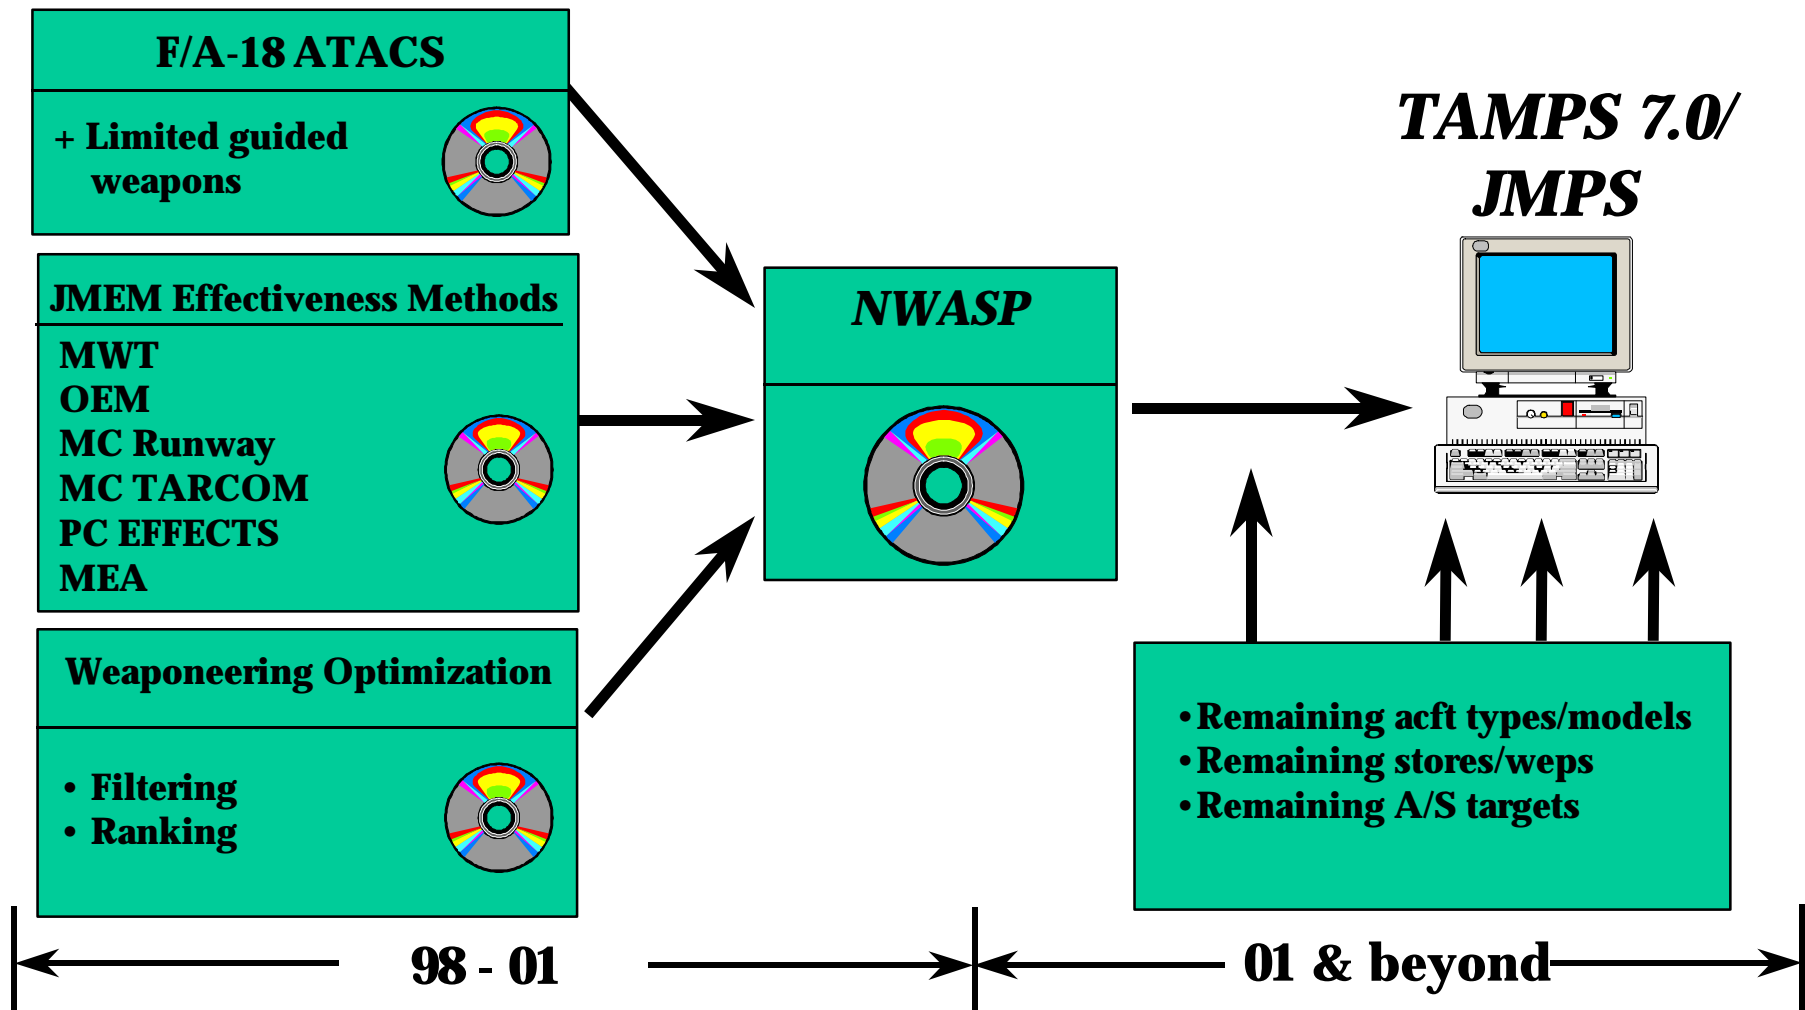 F/A-18 ATACS
+ Limited guided
weapons
JMEM Effectiveness Methods
MWT
OEM
MC Runway
MC TARCOM
PC EFFECTS
MEA
Weaponeering Optimization
• Filtering
• Ranking
NWASP
TAMPS 7.0/
JMPS
•Remaining acft types/models
•Remaining stores/weps
•Remaining A/S targets
98 - 01
01 & beyond